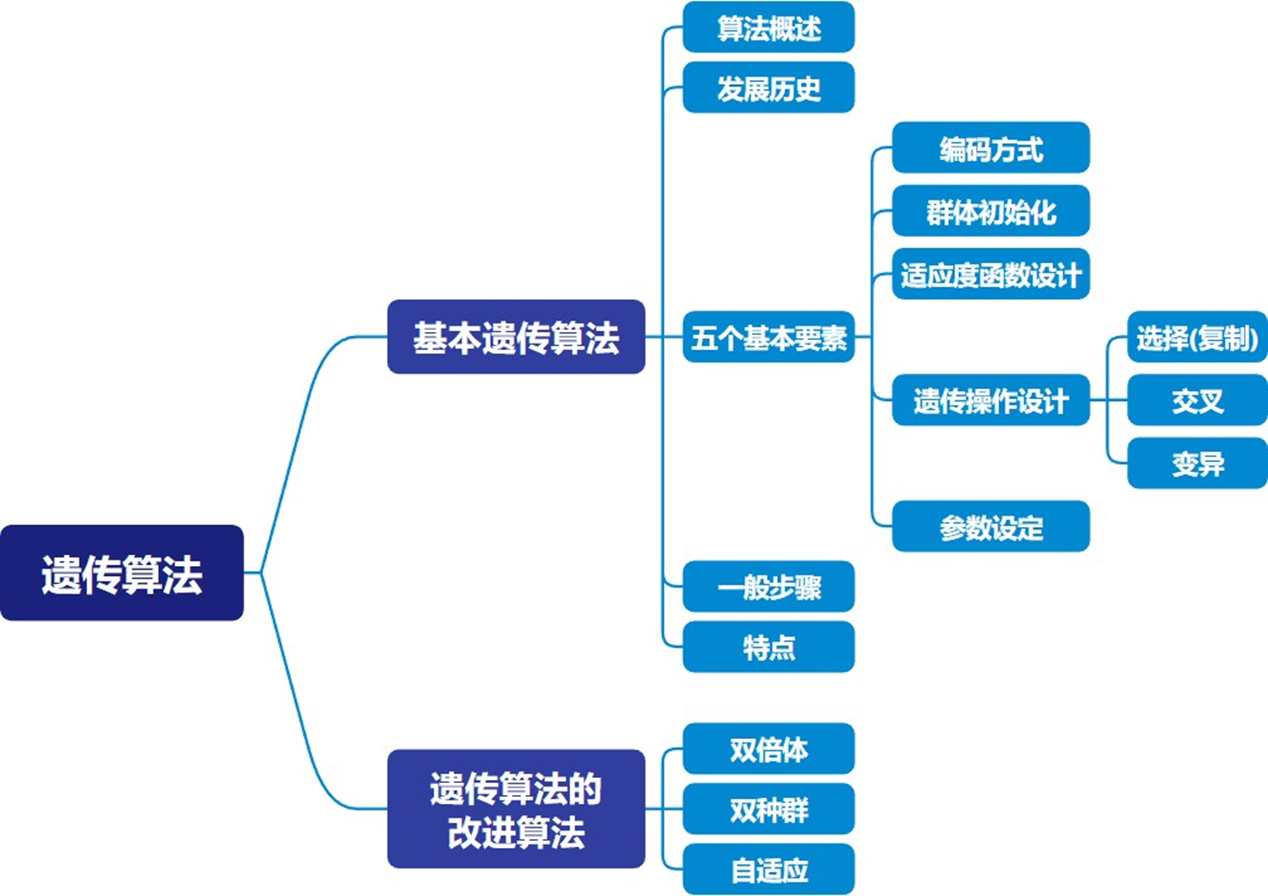 算法概述
发展历史
编码方式
群体初始化
适应度函数设计
基本遗传算法
五个基本要素
选择(复制)
遗传操作设计
交叉
变异
参数设定
遗传算法
一般步骤
特点
双倍体
遗传算法的
改进算法
双种群
自适应